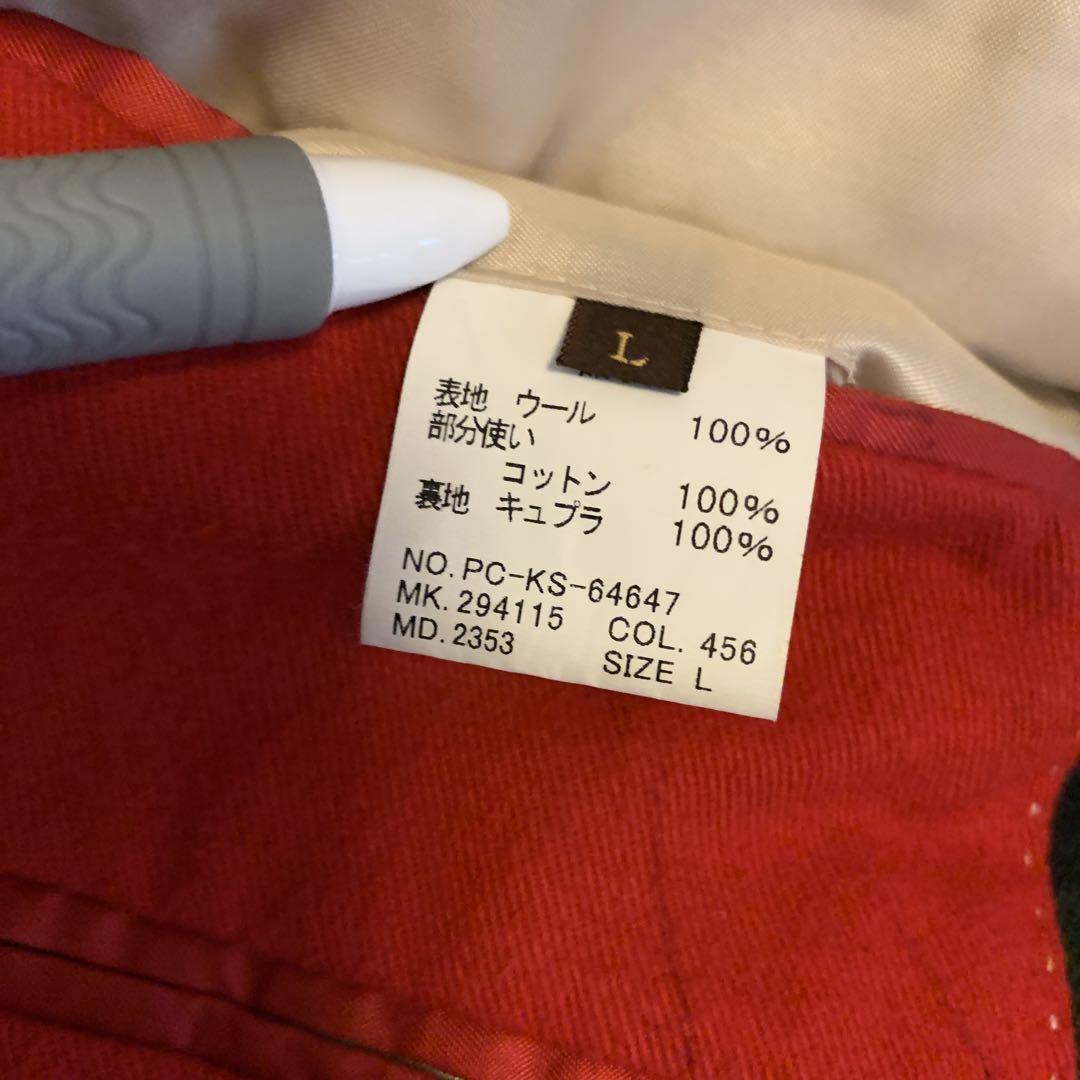 L
表地 ウール 100%
部分使い
コットン 100%
裏地 キュプラ 100%
NO. PC-KS-64647
MK. 294115 COL. 456
MD. 2353 SIZE L